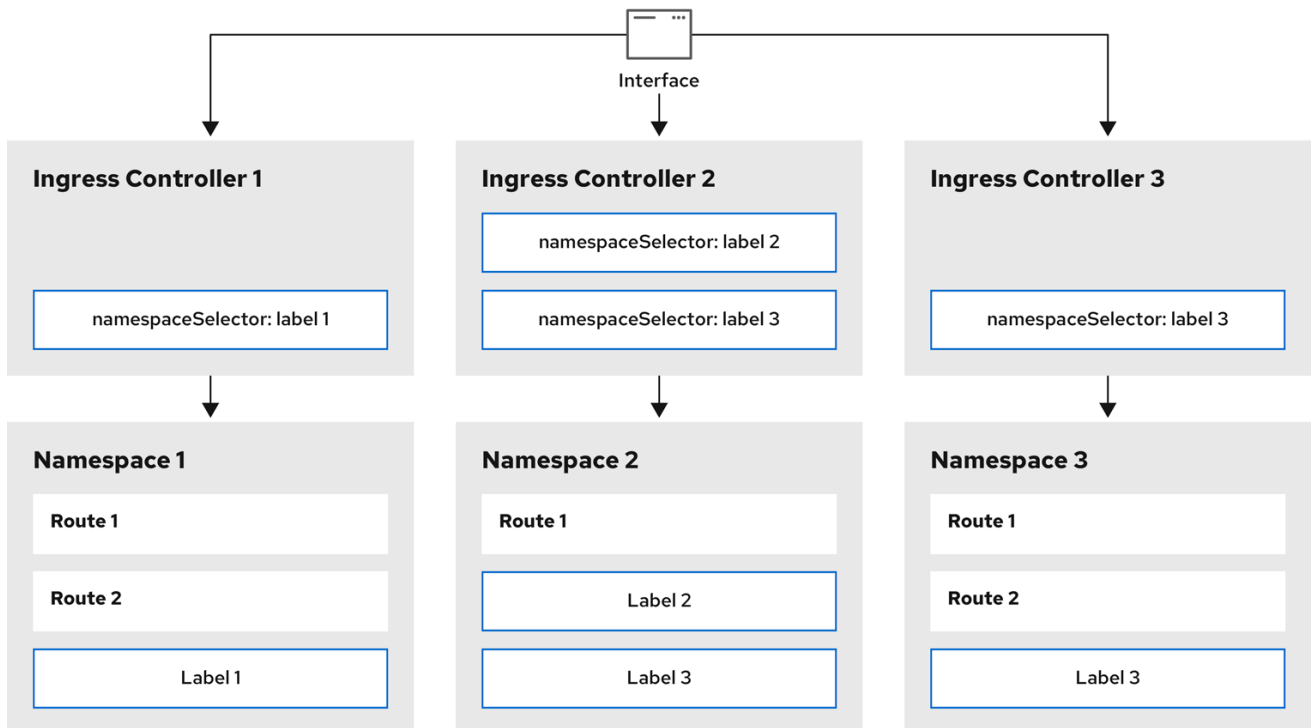 Interface
Ingress Controller 1
namespaceSelector: label 1
Ingress Controller 2
namespaceSelector: label 2
namespaceSelector: label 3
Ingress Controller 3
namespaceSelector: label 3
Namespace 1
Route 1
Route 2
Label 1
Namespace 2
Route 1
Label 2
Label 3
Namespace 3
Route 1
Route 2
Label 3